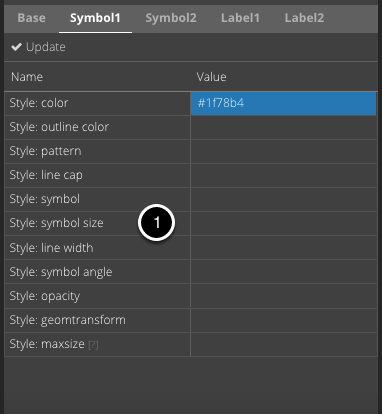 Base Symbol1 Symbol2 Label1 Label2
Update
Name Value
Style: color #1f78b4
Style: outline color
Style: pattern
Style: line cap
Style: symbol
Style: symbol size
1
Style: line width
Style: symbol angle
Style: opacity
Style: geomtransform
Style: maxsize [?]